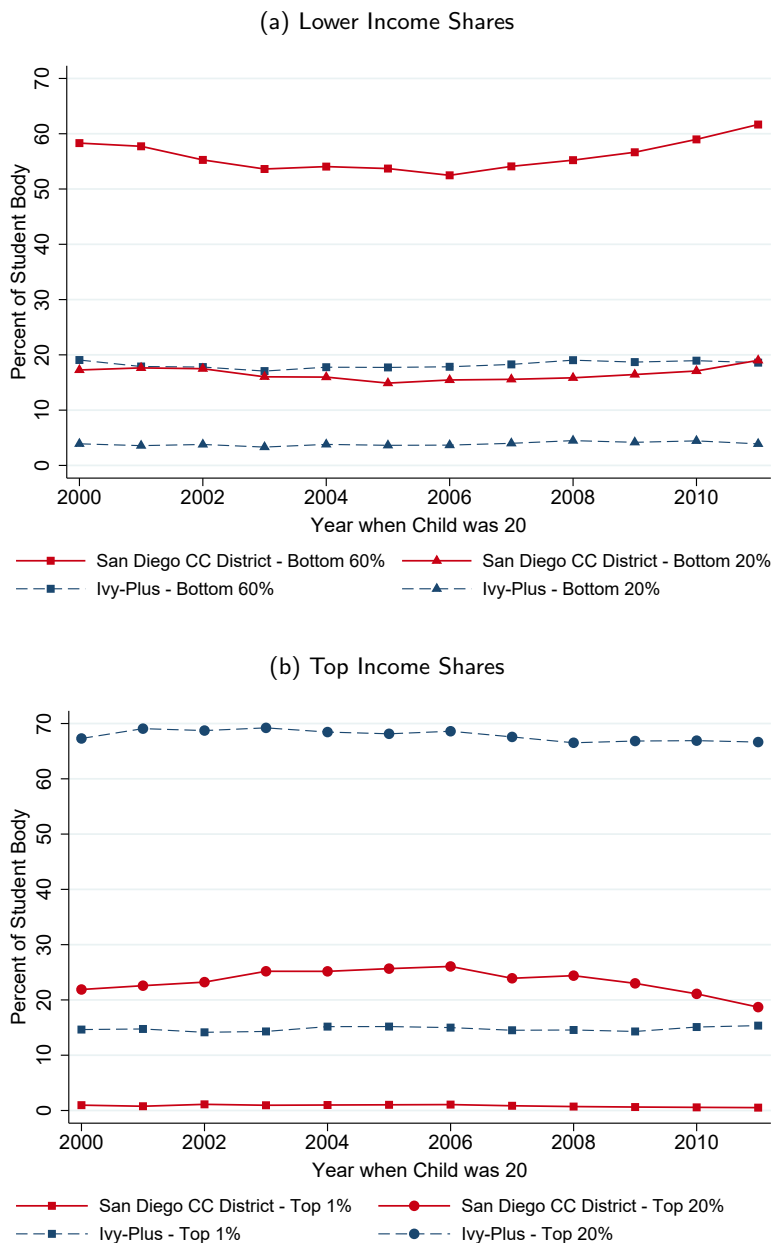 (a) Lower Income Shares
70
60
50
40
30
20
10
0
Percent of Student Body
2000 2002 2004 2006 2008 2010
Year when Child was 20
San Diego CC District - Bottom 60% San Diego CC District - Bottom 20%
Ivy-Plus - Bottom 60% Ivy-Plus - Bottom 20%
(b) Top Income Shares
70
60
50
40
30
20
10
0
Percent of Student Body
2000 2002 2004 2006 2008 2010
Year when Child was 20
San Diego CC District - Top 1% San Diego CC District - Top 20%
Ivy-Plus - Top 1% Ivy-Plus - Top 20%